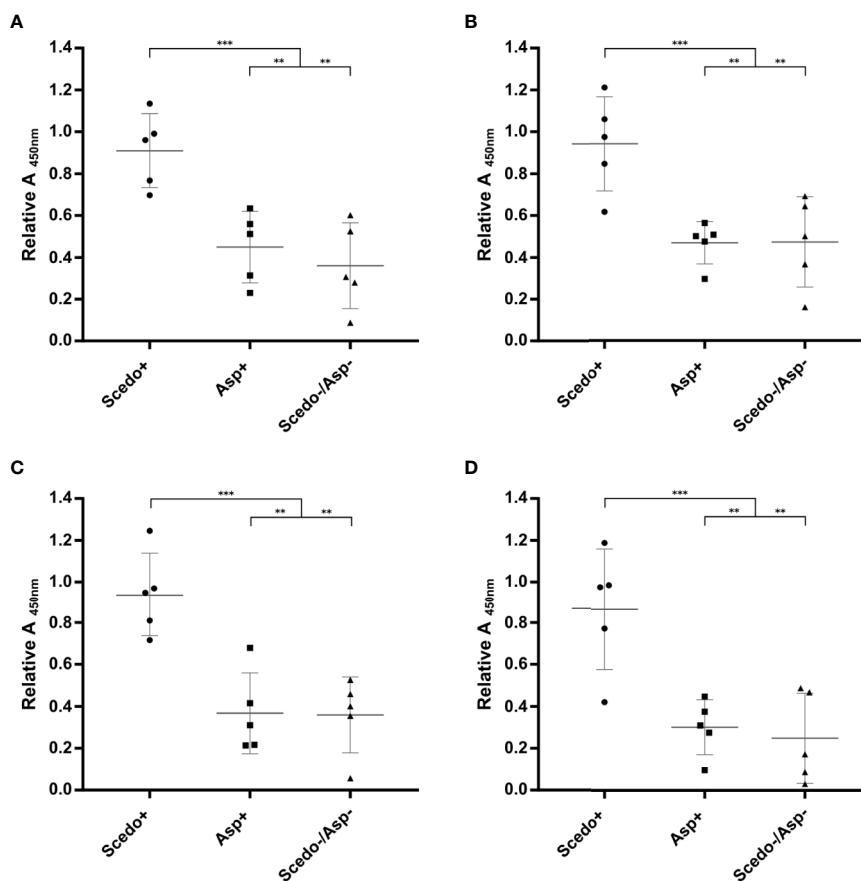 A
1.4
1.2
1.0
0.8
0.6
0.4
0.2
0.0
Relative A 450nm
***
** **
Scedo+
Asp+
Scedo-/Asp-
B
1.4
1.2
1.0
0.8
0.6
0.4
0.2
0.0
Relative A 450nm
***
** **
Scedo+
Asp+
Scedo-/Asp-
C
1.4
1.2
1.0
0.8
0.6
0.4
0.2
0.0
Relative A 450nm
***
** **
Scedo+
Asp+
Scedo-/Asp-
D
1.4
1.2
1.0
0.8
0.6
0.4
0.2
0.0
Relative A 450nm
***
** **
Scedo+
Asp+
Scedo-/Asp-